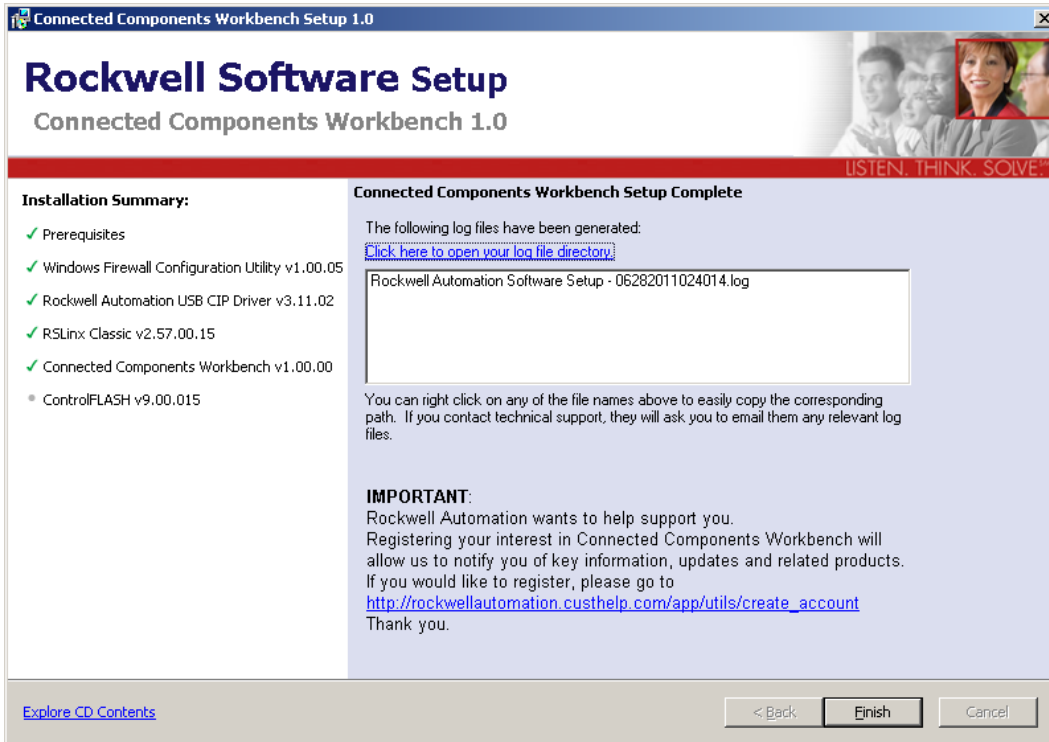 Connected Components Workbench Setup 1.0
Rockwell Software Setup
Connected Components Workbench 1.0
LISTEN. THINK. SOLVE.℠
Installation Summary:
✓ Prerequisites
✓ Windows Firewall Configuration Utility v1.00.05
✓ Rockwell Automation USB CIP Driver v3.11.02
✓ RSLinx Classic v2.57.00.15
✓ Connected Components Workbench v1.00.00
• ControlFLASH v9.00.015
Connected Components Workbench Setup Complete
The following log files have been generated:
Click here to open your log file directory.
Rockwell Automation Software Setup - 06282011024014.log
You can right click on any of the file names above to easily copy the corresponding
path.  If you contact technical support, they will ask you to email them any relevant log
files.
IMPORTANT:
Rockwell Automation wants to help support you.
Registering your interest in Connected Components Workbench will
allow us to notify you of key information, updates and related products.
If you would like to register, please go to
http://rockwellautomation.custhelp.com/app/utils/create_account
Thank you.
Explore CD Contents
< Back
Finish
Cancel